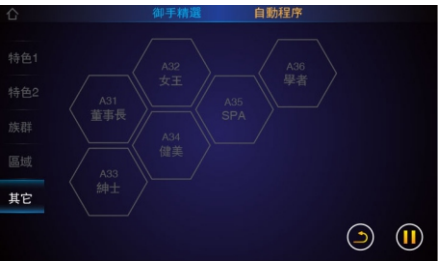 御手精選 自動程序
特色1
特色2
族群
區域
其它
A31
董事長
A32
女王
A33
紳士
A34
健美
A35
SPA
A36
學者